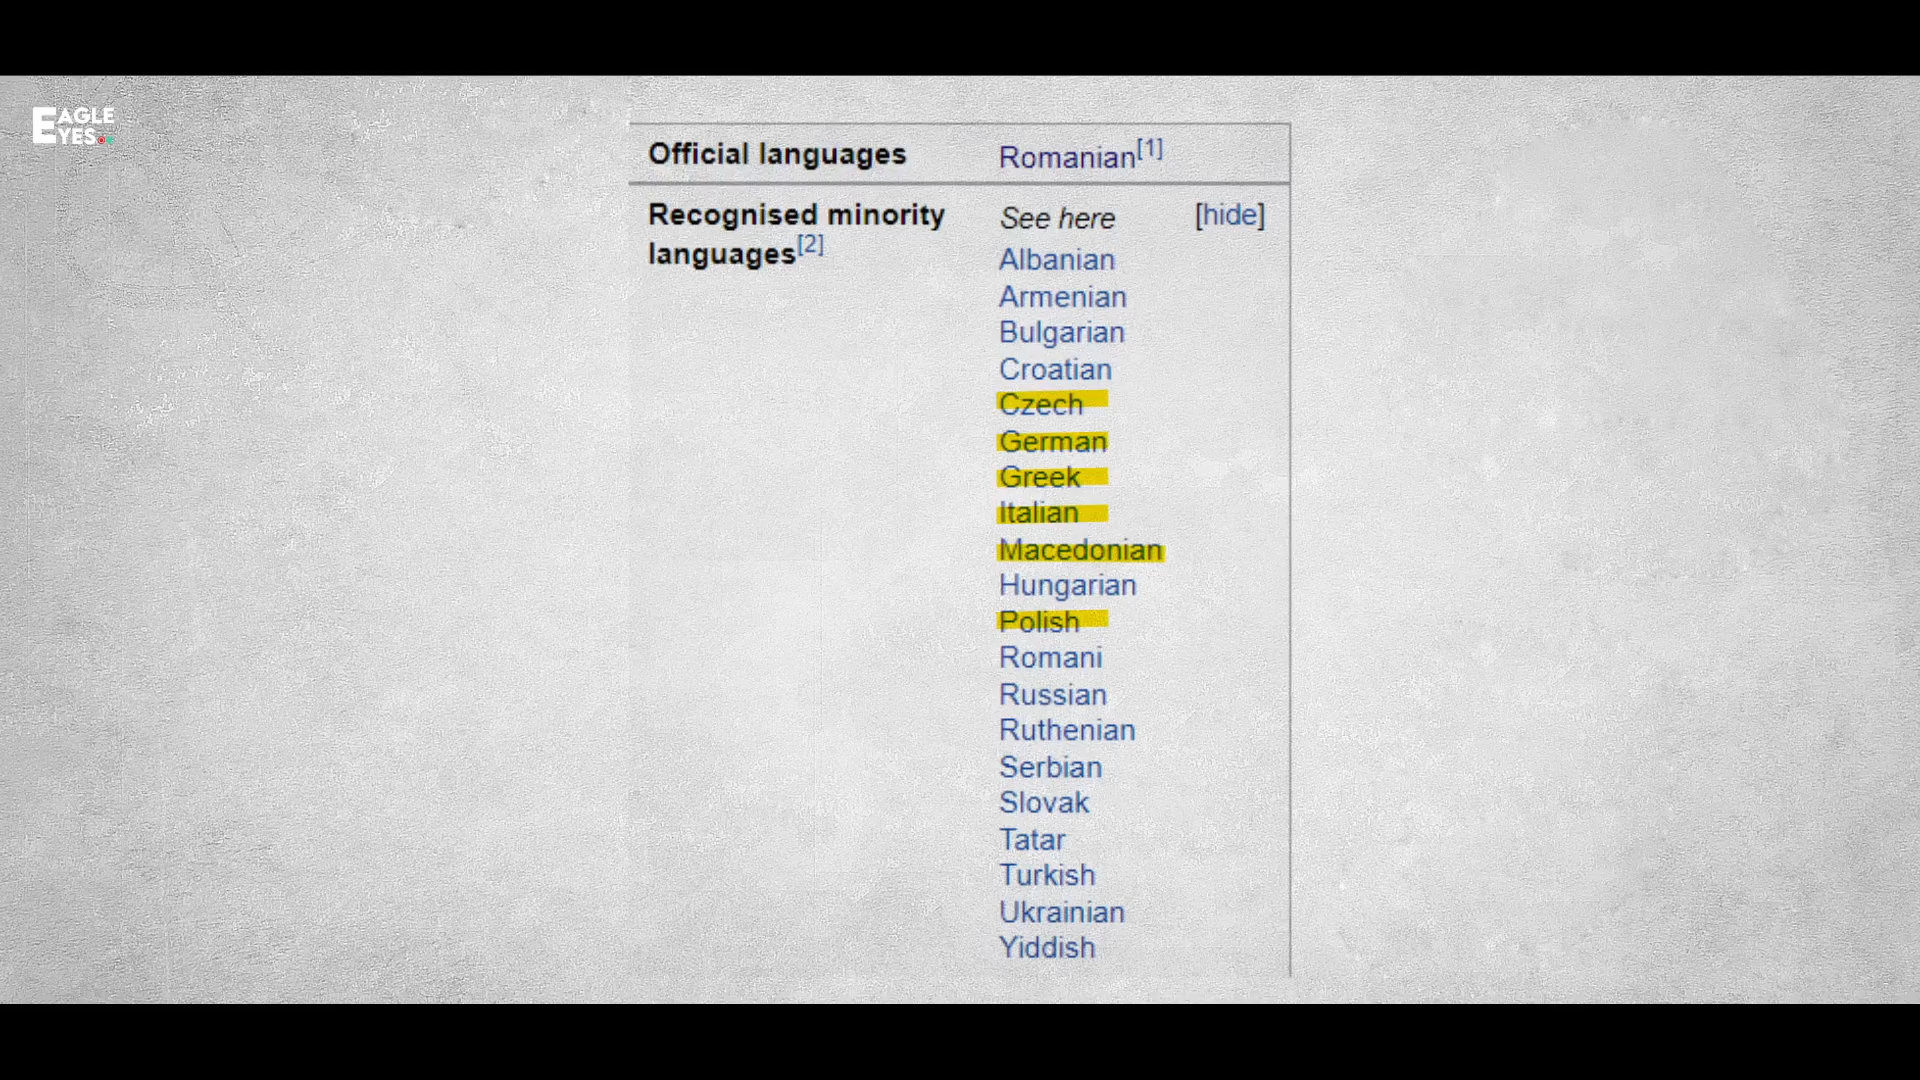 EAGLE
EYES
Official languages Romanian[1]
Recognised minority languages[2] See here [hide]
Albanian
Armenian
Bulgarian
Croatian
Czech
German
Greek
Italian
Macedonian
Hungarian
Polish
Romani
Russian
Ruthenian
Serbian
Slovak
Tatar
Turkish
Ukrainian
Yiddish